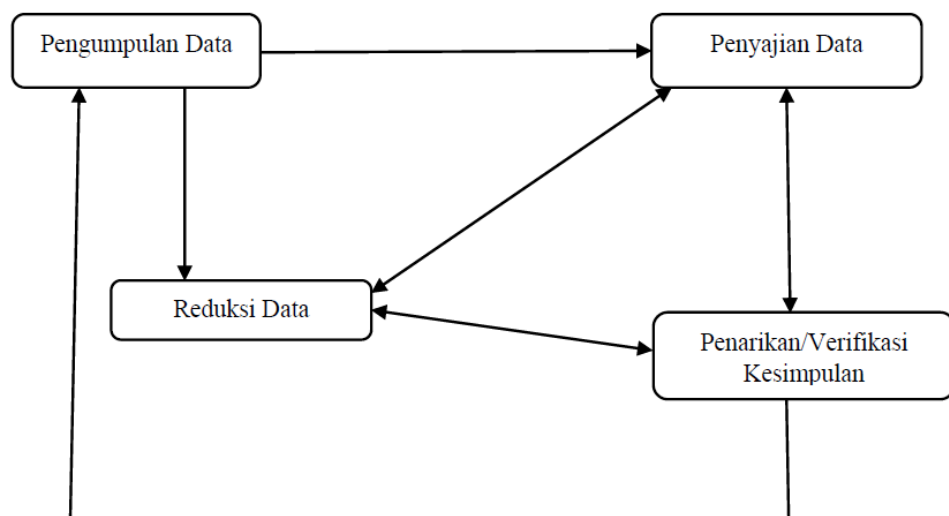 Pengumpulan Data
Penyajian Data
Reduksi Data
Penarikan/Verifikasi
Kesimpulan